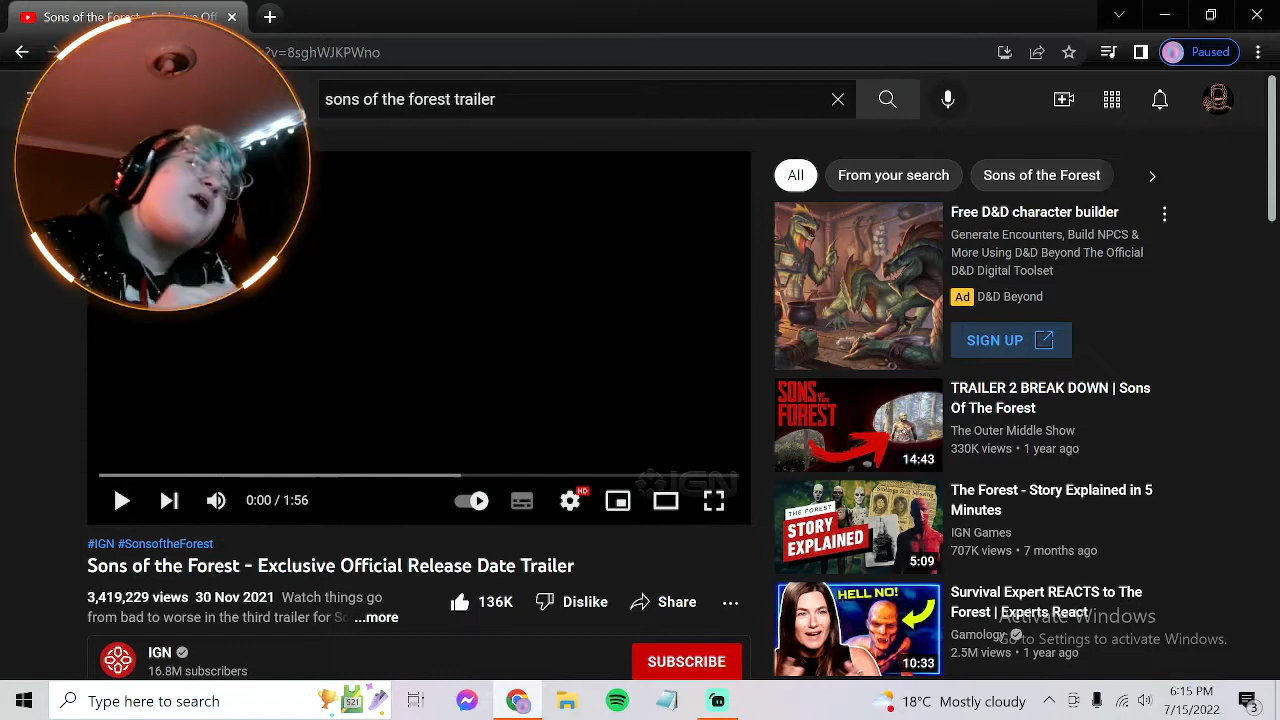 Sons of the Forest - Exclusive Off
?v=8sghWJKPWno
Paused
sons of the forest trailer
All
From your search
Sons of the Forest
Free D&D character builder
Generate Encounters, Build NPCS &
More Using D&D Beyond The Official
D&D Digital Toolset
Ad D&D Beyond
SIGN UP
SONS OF THE FOREST
14:43
TRAILER 2 BREAK DOWN | Sons
Of The Forest
The Outer Middle Show
330K views • 1 year ago
THE FOREST
STORY
EXPLAINED
5:09
The Forest - Story Explained in 5
Minutes
IGN Games
707K views • 7 months ago
HELL NO!
10:33
Survival Expert REACTS to The
Forest | Experts React
Gamology
2.5M views • 1 year ago
IGN
0:00 / 1:56
HD
#IGN #SonsoftheForest
Sons of the Forest - Exclusive Official Release Date Trailer
3,419,229 views 30 Nov 2021 Watch things go
from bad to worse in the third trailer for So ...more
136K
Dislike
Share
IGN
16.8M subscribers
SUBSCRIBE
Activate Windows
Go to Settings to activate Windows.
Type here to search
18°C Mostly cloudy
6:15 PM
7/15/2022
3